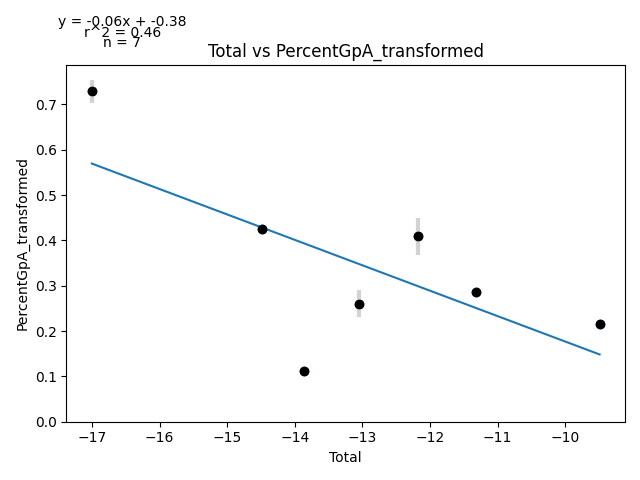 y = -0.06x + -0.38
r^2 = 0.46
n = 7
Total vs PercentGpA_transformed
PercentGpA_transformed
0.7
0.6
0.5
0.4
0.3
0.2
0.1
0.0
−17 −16 −15 −14 −13 −12 −11 −10
Total